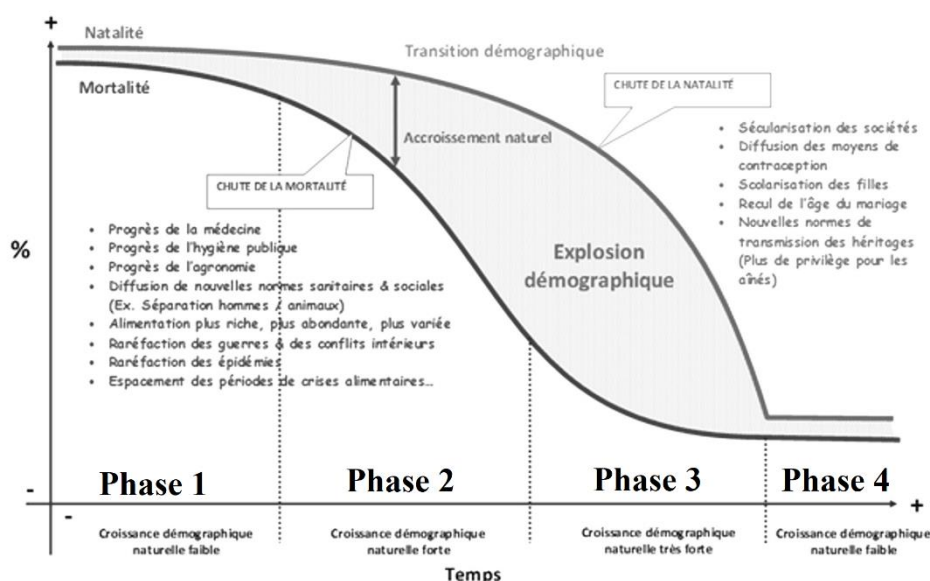 +
Natalité
Mortalité
Transition démographique
CHUTE DE LA NATALITÉ
Accroissement naturel
CHUTE DE LA MORTALITÉ
• Sécularisation des sociétés
• Diffusion des moyens de
contraception
• Scolarisation des filles
• Recul de l'âge du mariage
• Nouvelles normes de
transmission des héritages
(Plus de privilège pour les
aînés)
%
• Progrès de la médecine
• Progrès de l'hygiène publique
• Progrès de l'agronomie
• Diffusion de nouvelles normes sanitaires & sociales
(Ex. Séparation hommes / animaux)
• Alimentation plus riche, plus abondante, plus variée
• Raréfaction des guerres & des conflits intérieurs
• Raréfaction des épidémies
• Espacement des périodes de crises alimentaires...
Explosion
démographique
- Phase 1 Phase 2 Phase 3 Phase 4
- +
Croissance démographique
naturelle faible
Croissance démographique
naturelle forte
Croissance démographique
naturelle très forte
Croissance démographique
naturelle faible
Temps